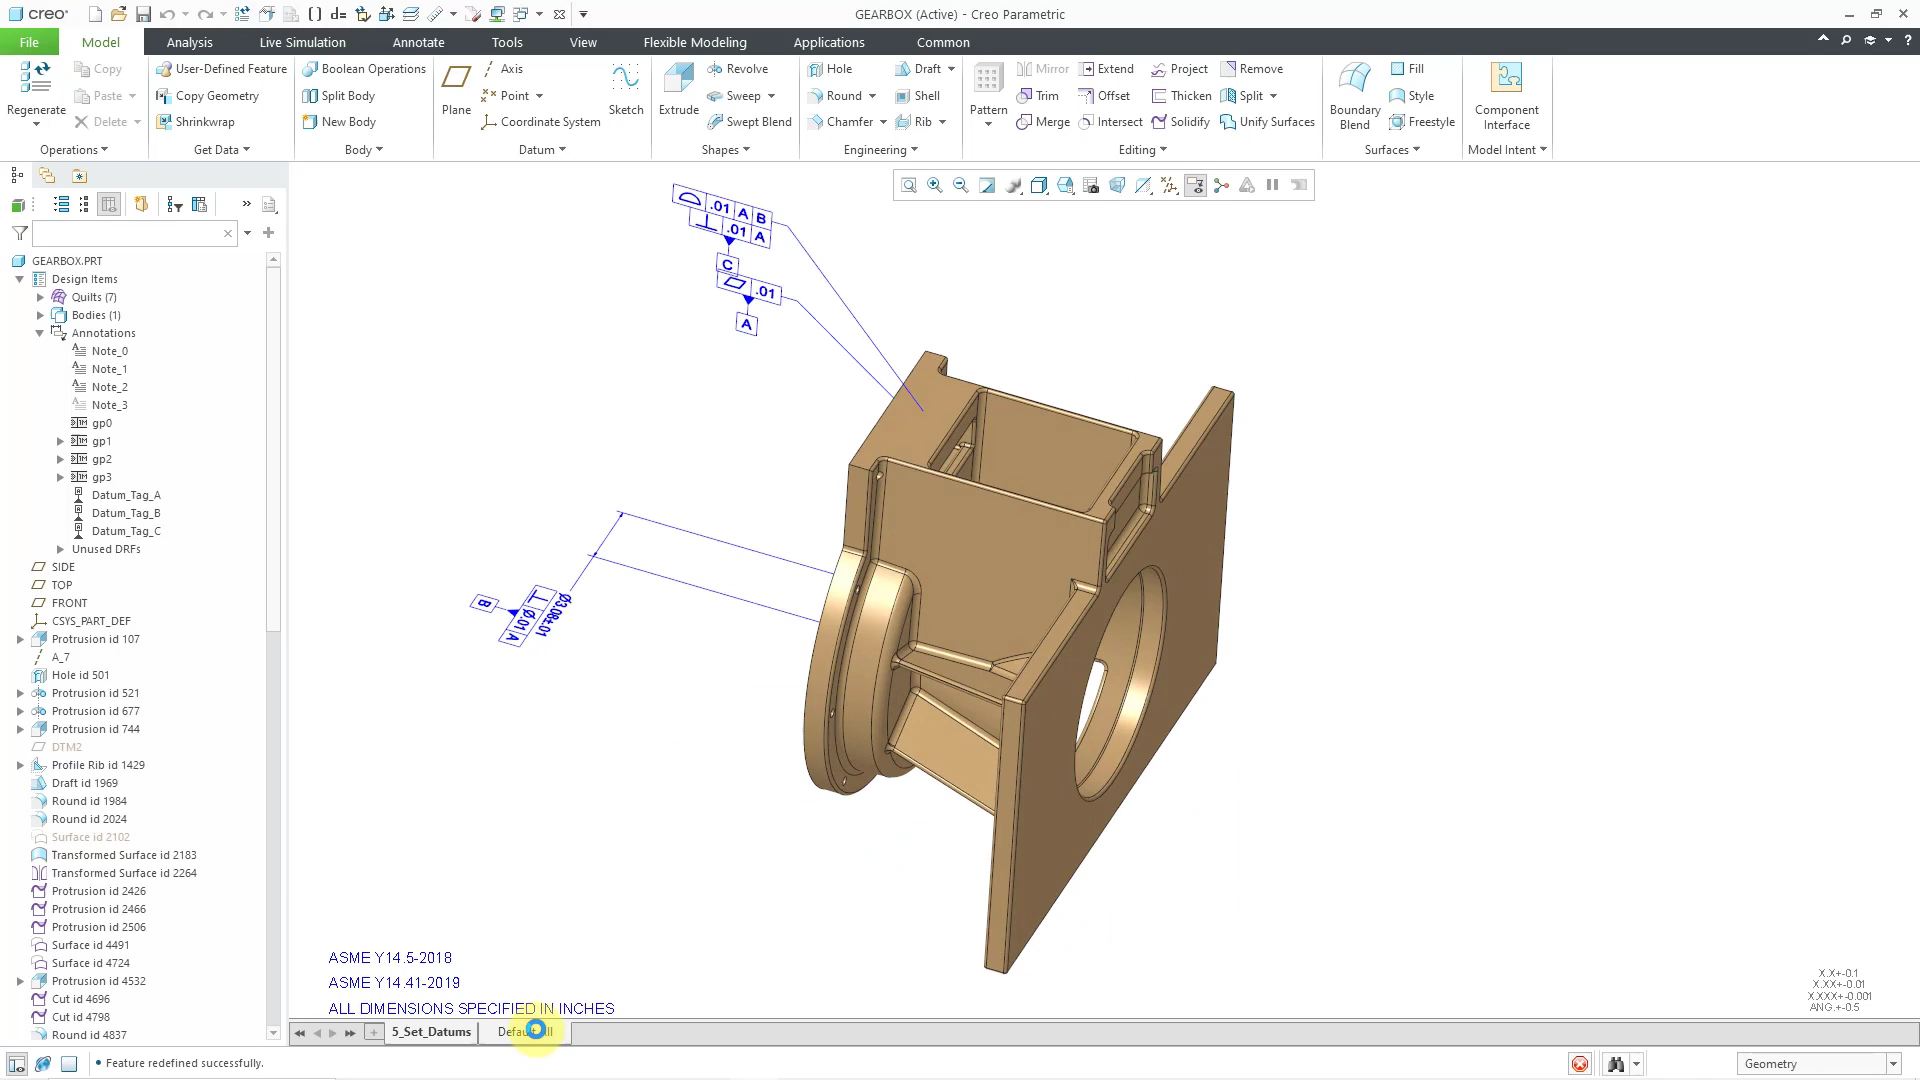 creo
GEARBOX (Active) - Creo Parametric
File Model Analysis Live Simulation Annotate Tools View Flexible Modeling Applications Common
Regenerate
Copy
Paste
Delete
Operations
User-Defined Feature
Copy Geometry
Shrinkwrap
Get Data
Boolean Operations
Split Body
New Body
Body
Plane
Axis
Point
Coordinate System
Sketch
Datum
Extrude
Revolve
Sweep
Swept Blend
Shapes
Hole
Round
Chamfer
Draft
Shell
Rib
Engineering
Pattern
Mirror
Trim
Merge
Extend
Offset
Intersect
Project
Thicken
Solidify
Remove
Split
Unify Surfaces
Editing
Boundary
Blend
Fill
Style
Freestyle
Surfaces
Component
Interface
Model Intent
GEARBOX.PRT
Design Items
Quilts (7)
Bodies (1)
Annotations
Note_0
Note_1
Note_2
Note_3
gp0
gp1
gp2
gp3
Datum_Tag_A
Datum_Tag_B
Datum_Tag_C
Unused DRFs
SIDE
TOP
FRONT
CSYS_PART_DEF
Protrusion id 107
A_7
Hole id 501
Protrusion id 521
Protrusion id 677
Protrusion id 744
DTM2
Profile Rib id 1429
Draft id 1969
Round id 1984
Round id 2024
Surface id 2102
Transformed Surface id 2183
Transformed Surface id 2264
Protrusion id 2426
Protrusion id 2466
Protrusion id 2506
Surface id 4491
Surface id 4724
Protrusion id 4532
Cut id 4696
Cut id 4798
Round id 4837
.01 A B
.01 A
C
.01
A
B
Ø3.08±.01
Ø.01 A
ASME Y14.5-2018
ASME Y14.41-2019
ALL DIMENSIONS SPECIFIED IN INCHES
X.X+-0.1
X.XX+-0.01
X.XXX+-0.001
ANG.+-0.5
5_Set_Datums
• Feature redefined successfully.
Geometry